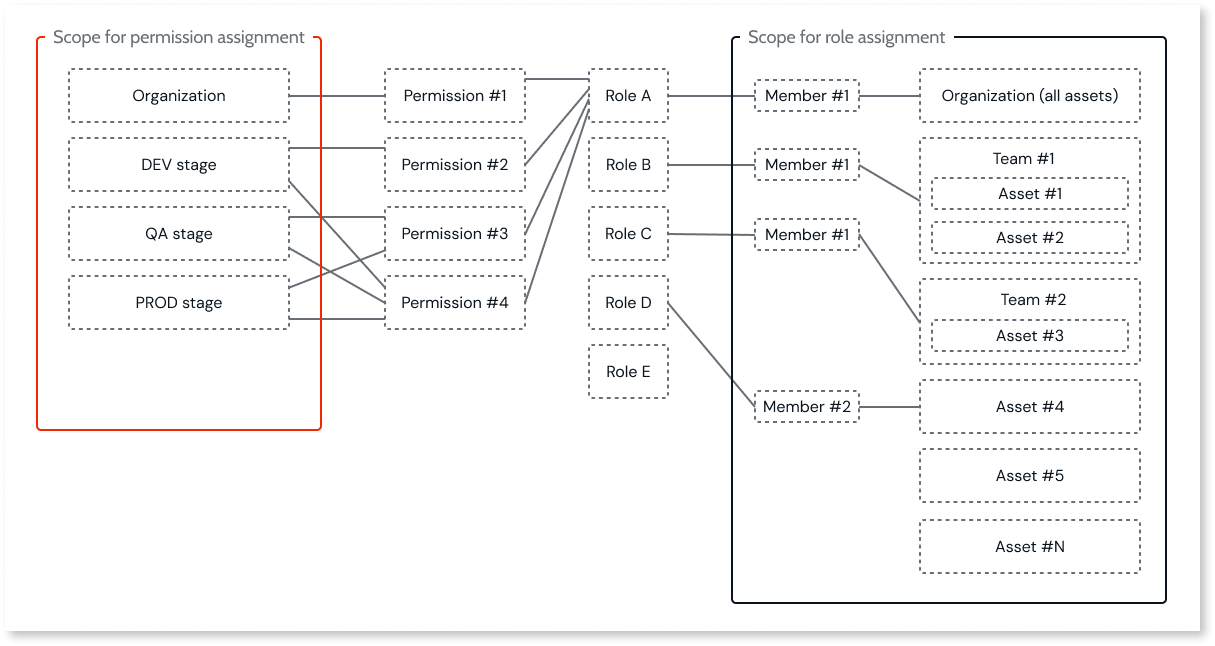 Scope for permission assignment
Organization
DEV stage
QA stage
PROD stage
Permission #1
Permission #2
Permission #3
Permission #4
Role A
Role B
Role C
Role D
Role E
Scope for role assignment
Member #1
Member #1
Member #1
Member #2
Organization (all assets)
Team #1
Asset #1
Asset #2
Team #2
Asset #3
Asset #4
Asset #5
Asset #N